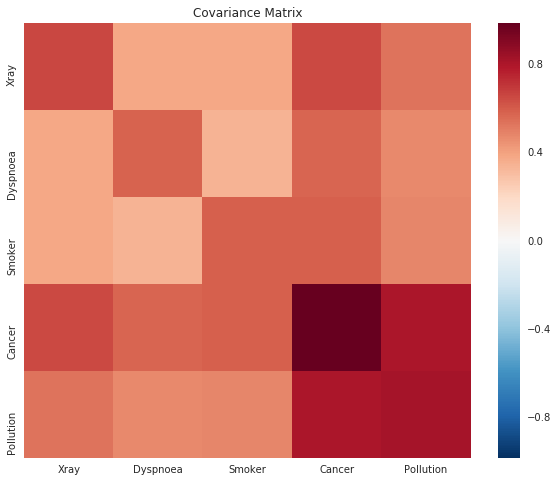 Covariance Matrix
Xray
Dyspnoea
Smoker
Cancer
Pollution
Xray Dyspnoea Smoker Cancer Pollution
0.8
0.4
0.0
−0.4
−0.8